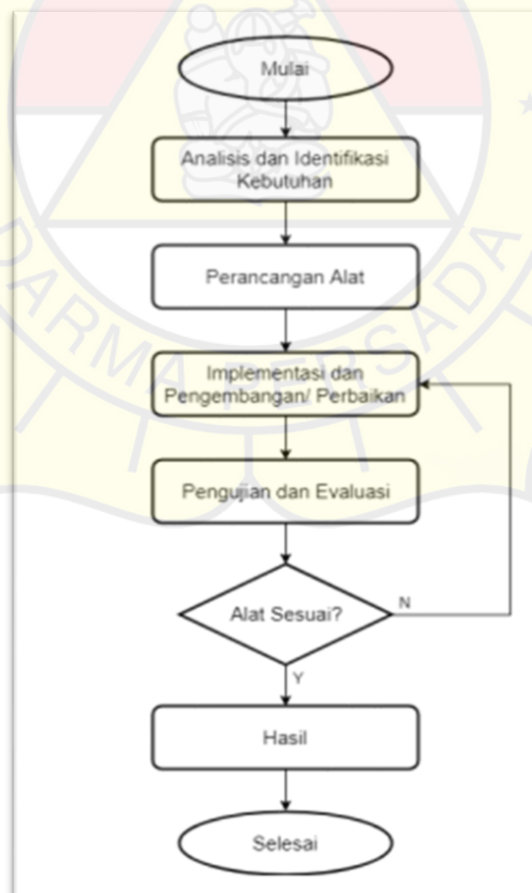 Mulai
Analisis dan Identifikasi
Kebutuhan
Perancangan Alat
Implementasi dan
Pengembangan/ Perbaikan
Pengujian dan Evaluasi
Alat Sesuai?
N
Y
Hasil
Selesai
DARMA PERSADA